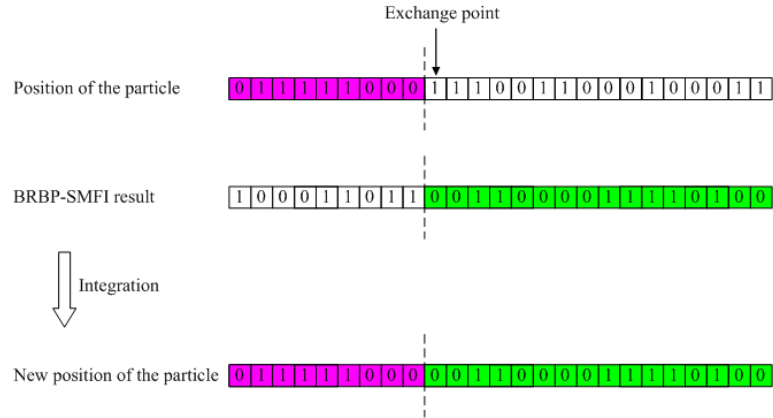 Exchange point
Position of the particle 0 1 1 1 1 1 0 0 0 1 1 1 0 0 1 1 0 0 0 1 0 0 0 1 1
BRBP-SMFI result 1 0 0 0 1 1 0 1 1 0 0 1 1 0 0 0 0 1 1 1 1 0 1 0 0
Integration
New position of the particle 0 1 1 1 1 1 0 0 0 0 0 1 1 0 0 0 0 1 1 1 1 0 1 0 0